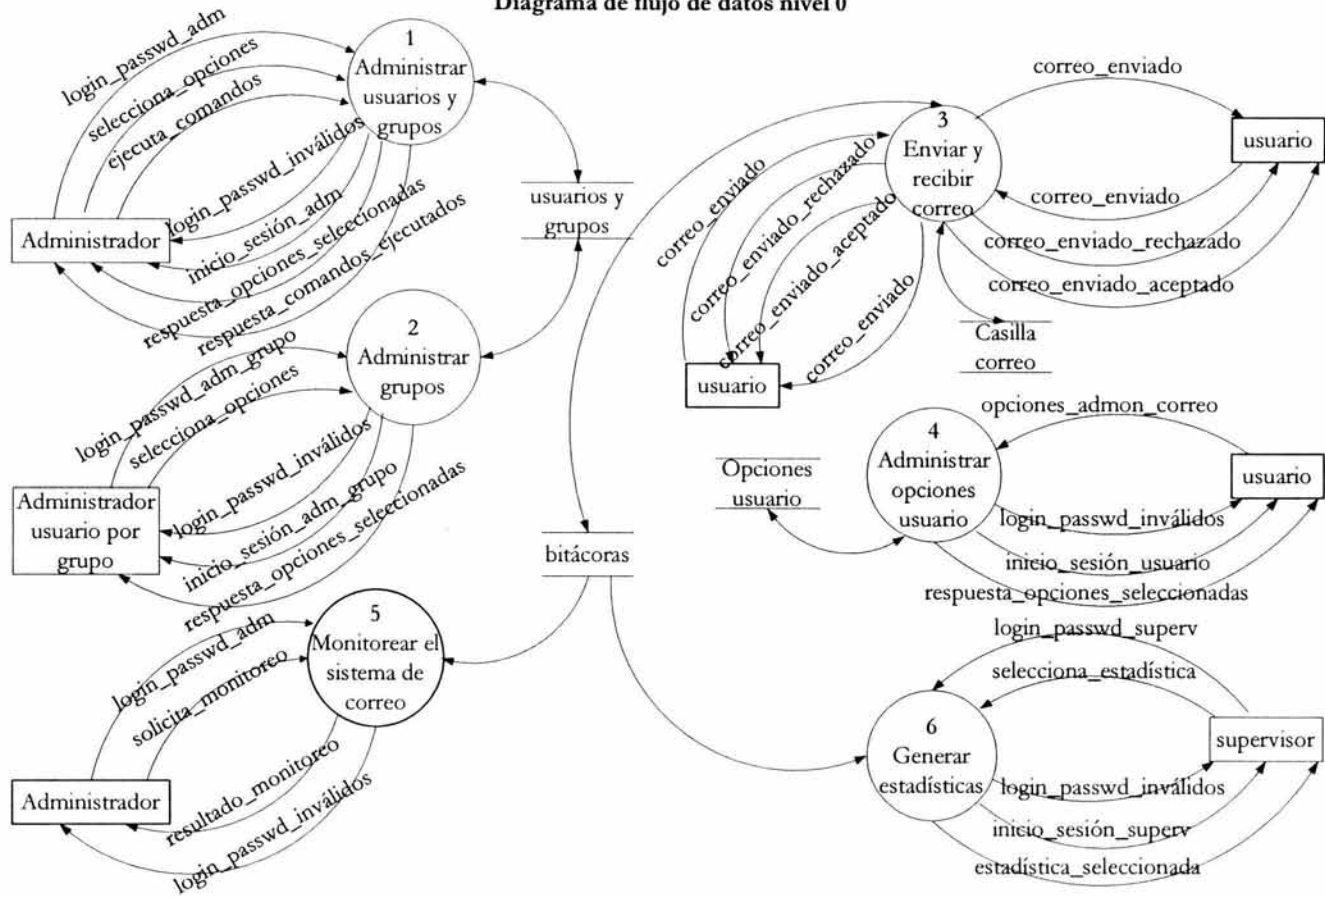 Diagrama de flujo de datos nivel 0
1
Administrar
usuarios y
grupos
login_passwd_adm
selecciona_opciones
ejecuta_comandos
login_passwd_inválidos
inicio_sesión_adm
respuesta_opciones_seleccionadas
respuesta_comandos_ejecutados
Administrador
usuarios y
grupos
2
Administrar
grupos
login_passwd_adm_grupo
selecciona_opciones
login_passwd_inválidos
inicio_sesión_adm_grupo
respuesta_opciones_seleccionadas
Administrador
usuario por
grupo
bitácoras
5
Monitorear el
sistema de
correo
login_passwd_adm
solicita_monitoreo
resultado_monitoreo
login_passwd_inválidos
Administrador
3
Enviar y
recibir
correo
correo_enviado
usuario
correo_enviado
correo_enviado_rechazado
correo_enviado_aceptado
correo_enviado
correo_enviado_rechazado
correo_enviado_aceptado
correo_enviado
usuario
Casilla
correo
4
Administrar
opciones
usuario
opciones_admon_correo
usuario
login_passwd_inválidos
inicio_sesión_usuario
respuesta_opciones_seleccionadas
Opciones
usuario
6
Generar
estadísticas
login_passwd_superv
selecciona_estadística
supervisor
login_passwd_inválidos
inicio_sesión_superv
estadística_seleccionada